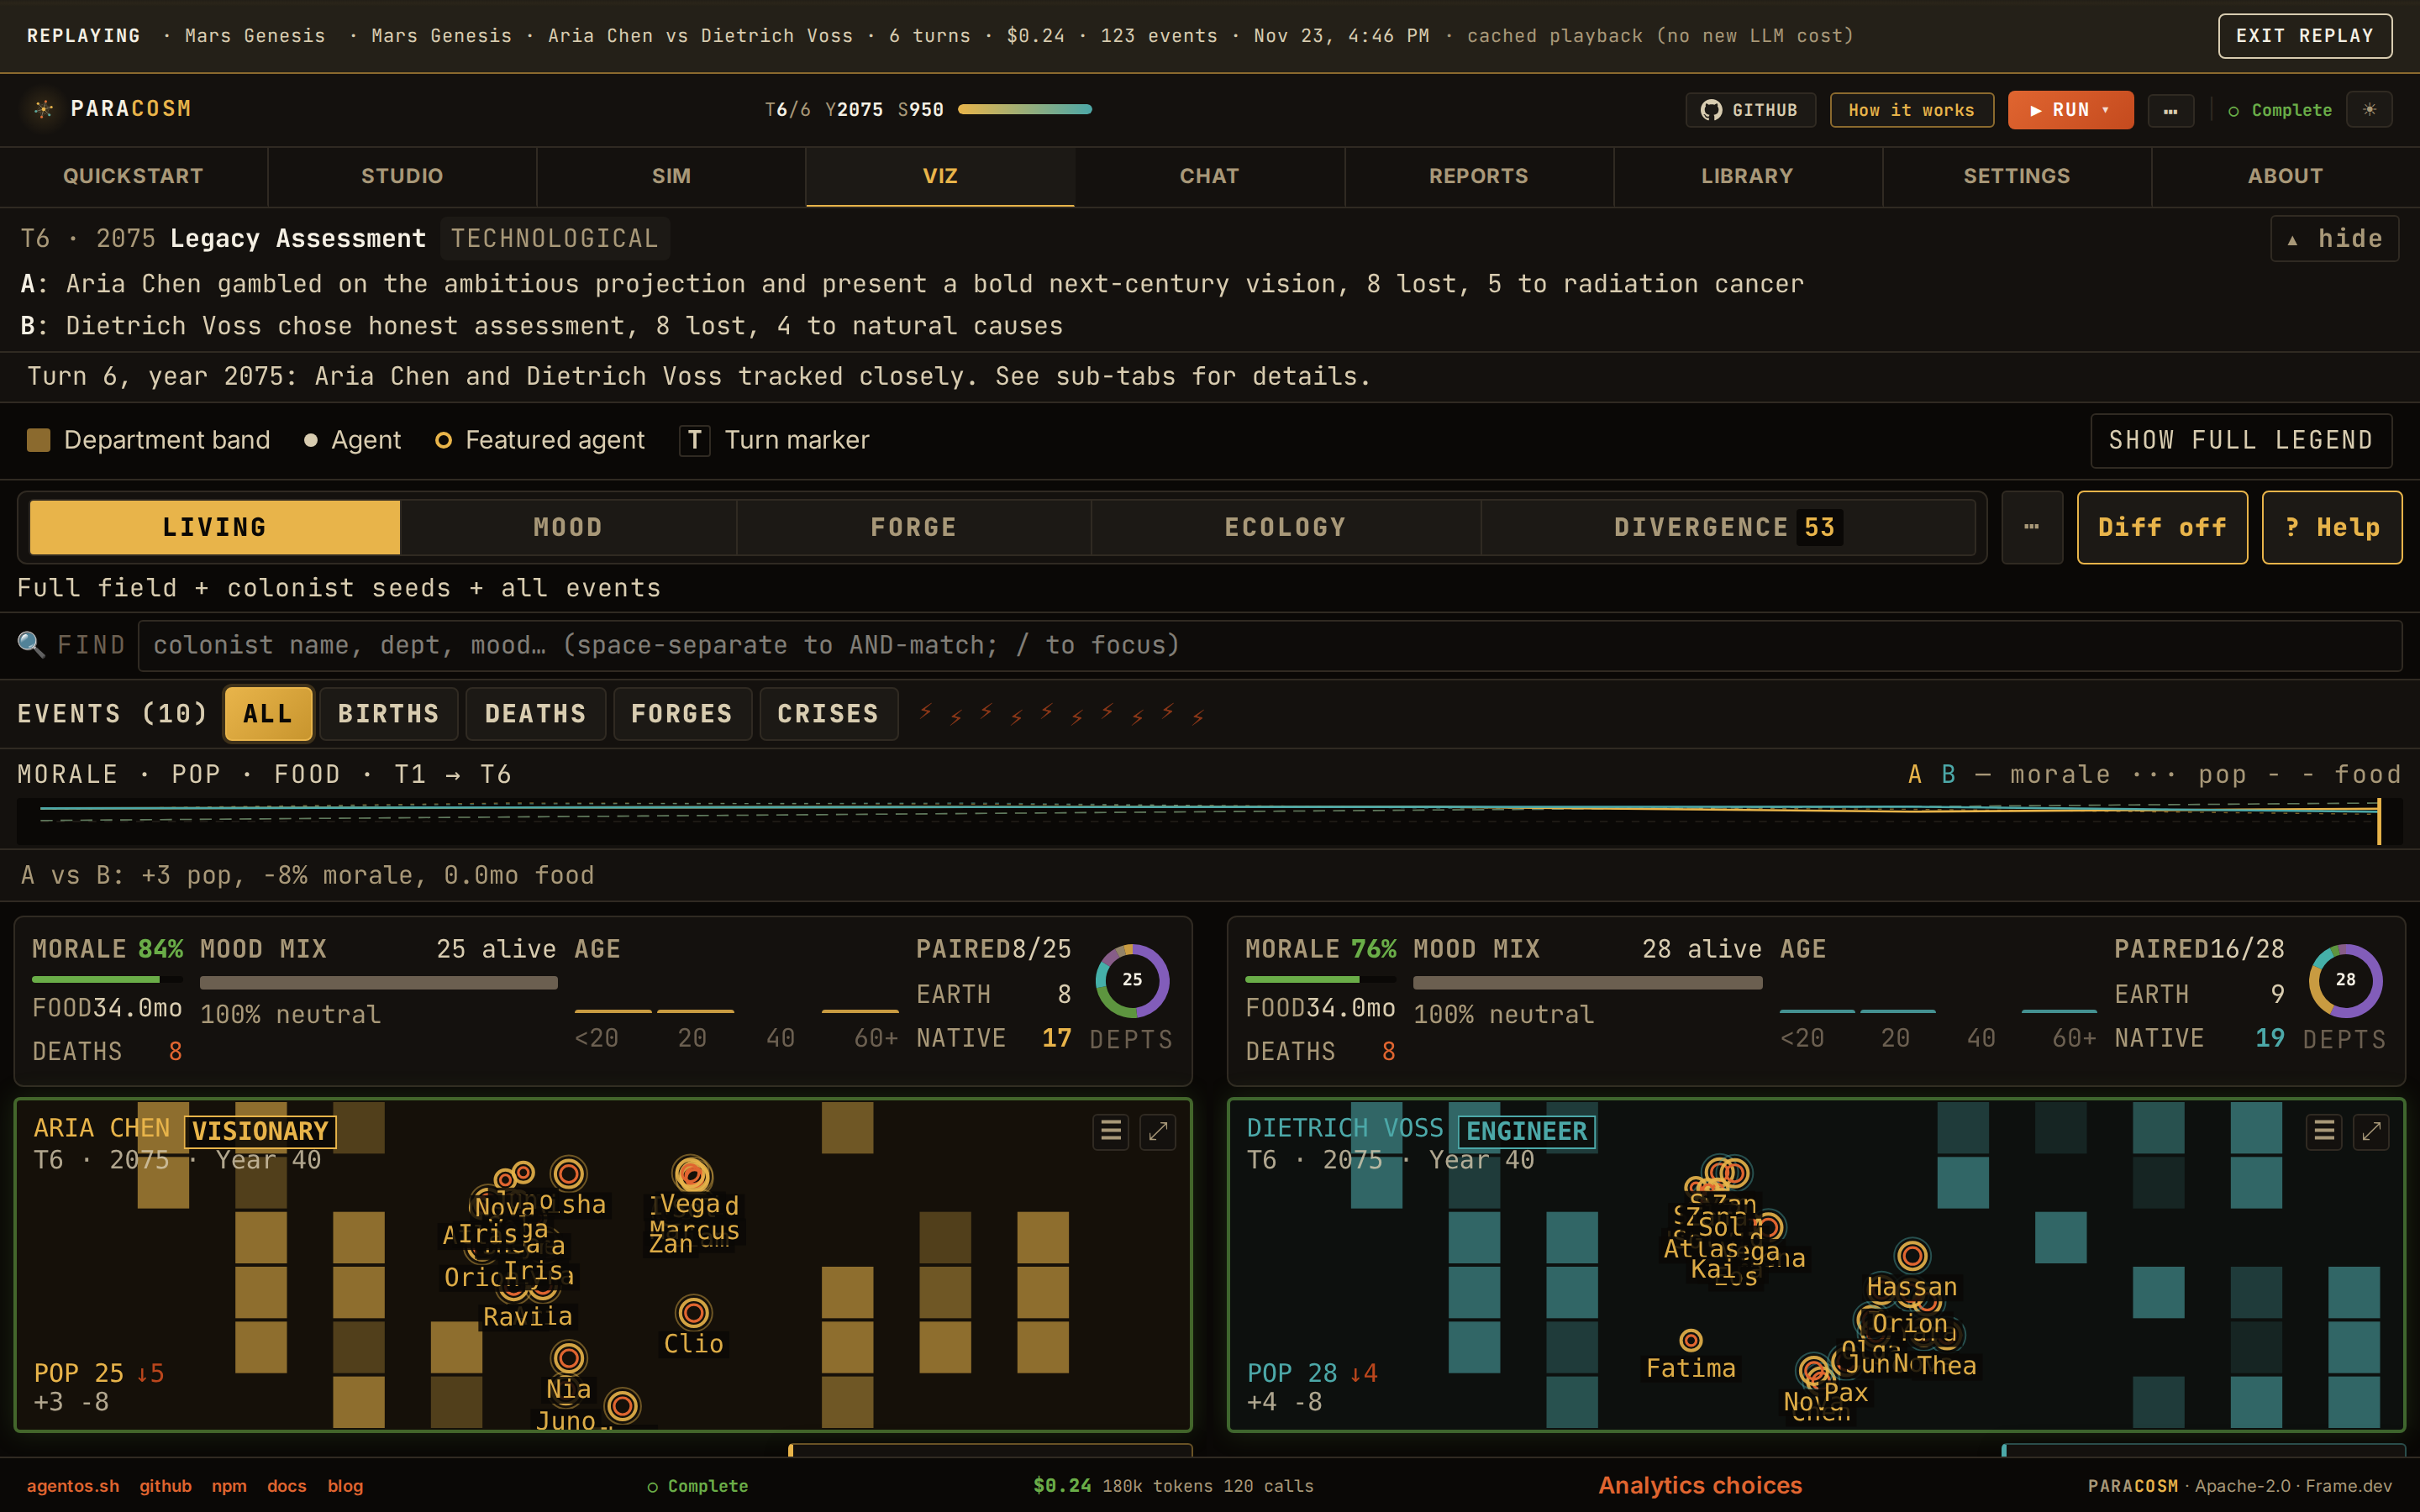 REPLAYING · Mars Genesis · Mars Genesis · Aria Chen vs Dietrich Voss · 6 turns · $0.24 · 123 events · Nov 23, 4:46 PM · cached playback (no new LLM cost) EXIT REPLAY
PARACOSM T6/6 Y2075 S950 GITHUB How it works ▶ RUN ▾ … ○ Complete
QUICKSTART STUDIO SIM VIZ CHAT REPORTS LIBRARY SETTINGS ABOUT
T6 · 2075 Legacy Assessment TECHNOLOGICAL ▴ hide
A: Aria Chen gambled on the ambitious projection and present a bold next-century vision, 8 lost, 5 to radiation cancer
B: Dietrich Voss chose honest assessment, 8 lost, 4 to natural causes
Turn 6, year 2075: Aria Chen and Dietrich Voss tracked closely. See sub-tabs for details.
Department band Agent Featured agent T Turn marker SHOW FULL LEGEND
LIVING MOOD FORGE ECOLOGY DIVERGENCE 53 … Diff off ? Help
Full field + colonist seeds + all events
FIND colonist name, dept, mood… (space-separate to AND-match; / to focus)
EVENTS (10) ALL BIRTHS DEATHS FORGES CRISES
MORALE · POP · FOOD · T1 → T6 A B — morale ··· pop - - food
A vs B: +3 pop, -8% morale, 0.0mo food
MORALE 84% MOOD MIX 25 alive AGE PAIRED8/25 25
FOOD34.0mo 100% neutral EARTH 8
DEATHS 8 <20 20 40 60+ NATIVE 17 DEPTS
MORALE 76% MOOD MIX 28 alive AGE PAIRED16/28 28
FOOD34.0mo 100% neutral EARTH 9
DEATHS 8 <20 20 40 60+ NATIVE 19 DEPTS
ARIA CHEN VISIONARY
T6 · 2075 · Year 40
Nova
Vega
Marcus
Iris
Zan
Iris
Clio
Nia
Juno
POP 25 ↓5
+3 -8
DIETRICH VOSS ENGINEER
T6 · 2075 · Year 40
Sol
Atlas
Kai
Hassan
Orion
Fatima
Jun
Thea
Pax
POP 28 ↓4
+4 -8
agentos.sh github npm docs blog ○ Complete $0.24 180k tokens 120 calls Analytics choices PARACOSM · Apache-2.0 · Frame.dev